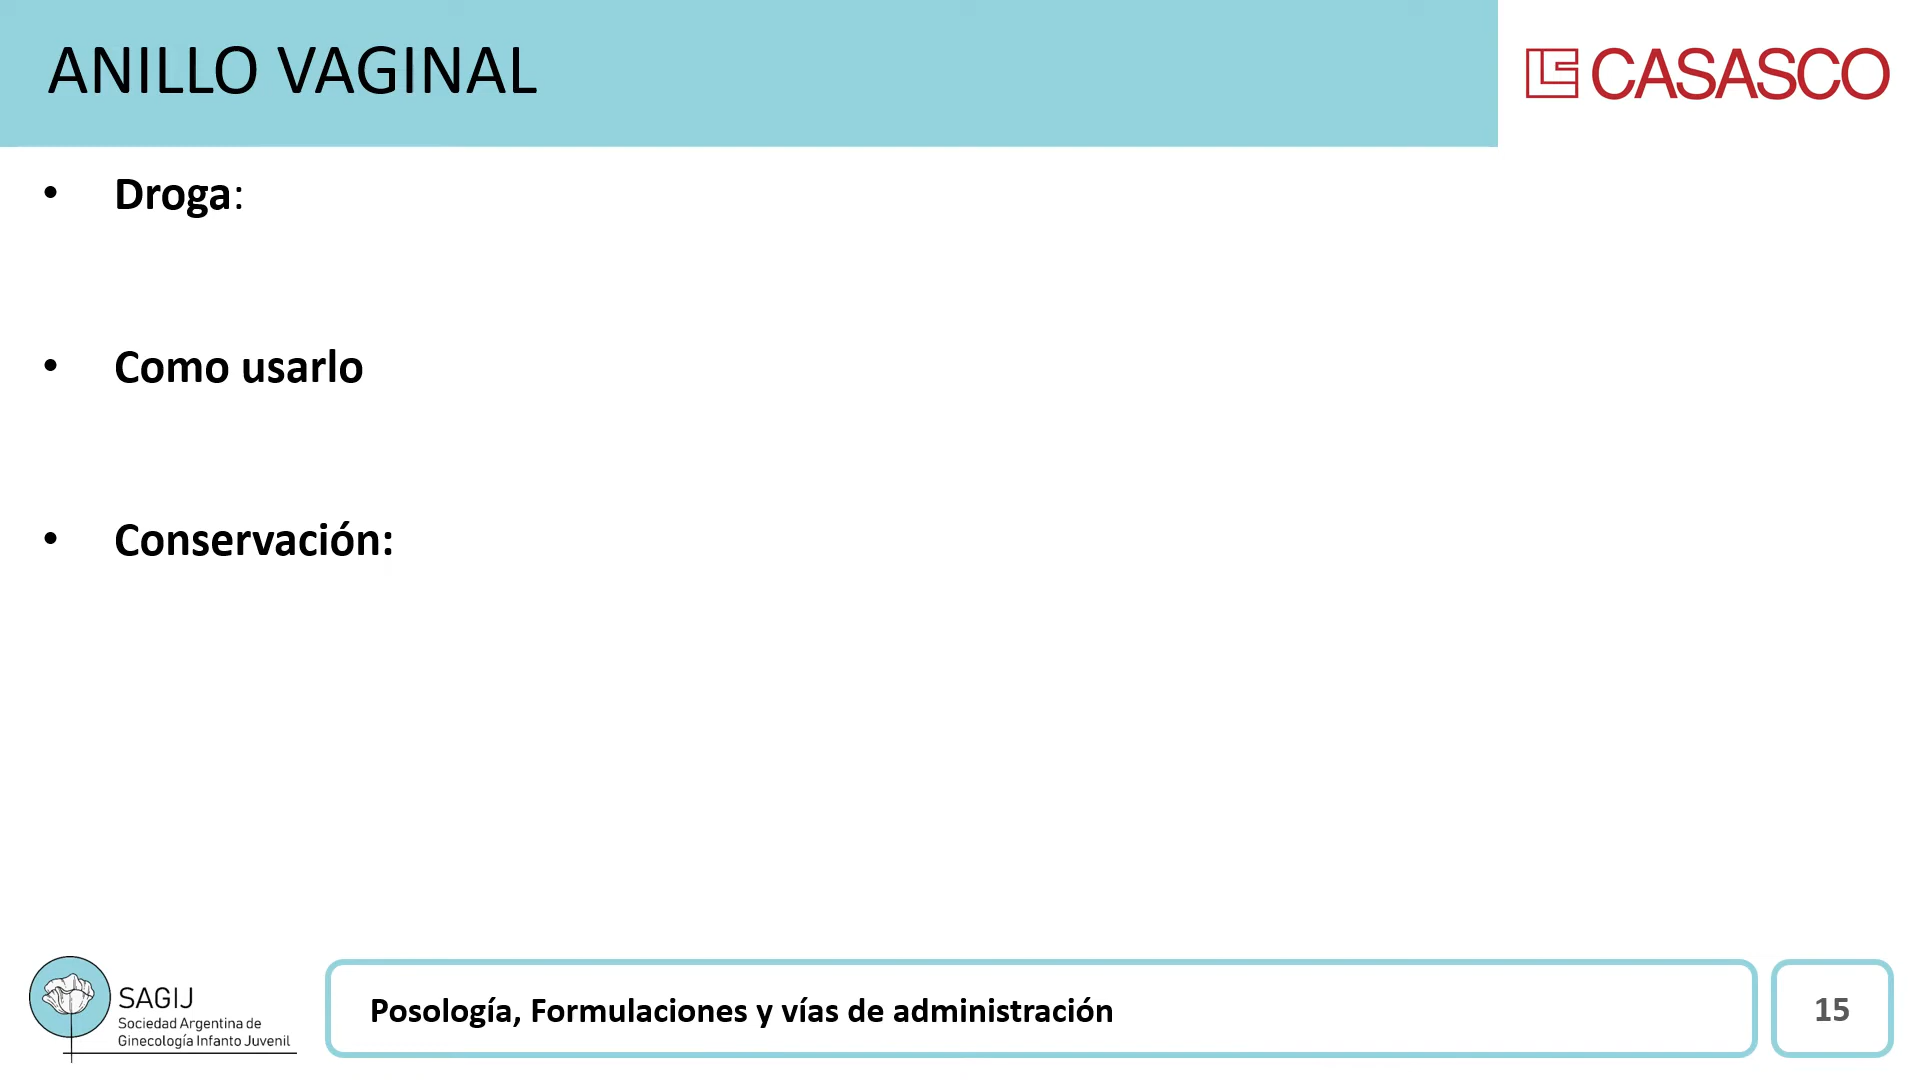 ANILLO VAGINAL
CASASCO
• Droga:
• Como usarlo
• Conservación:
SAGIJ
Sociedad Argentina de
Ginecología Infanto Juvenil
Posología, Formulaciones y vías de administración
15